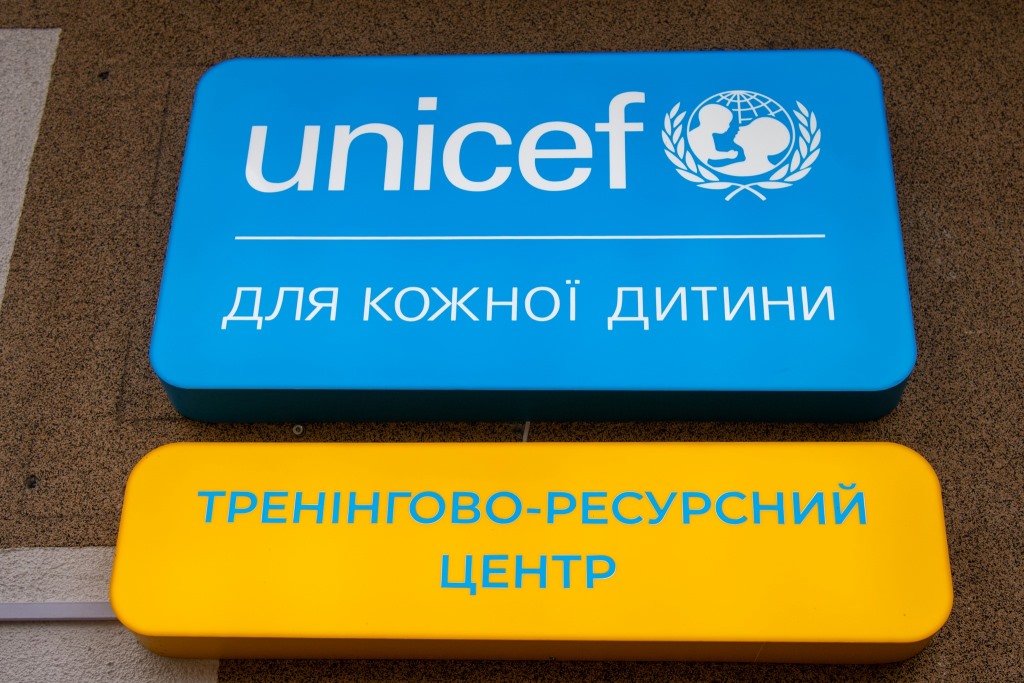 unicef
для кожної дитини
ТРЕНІНГОВО-РЕСУРСНИЙ
ЦЕНТР